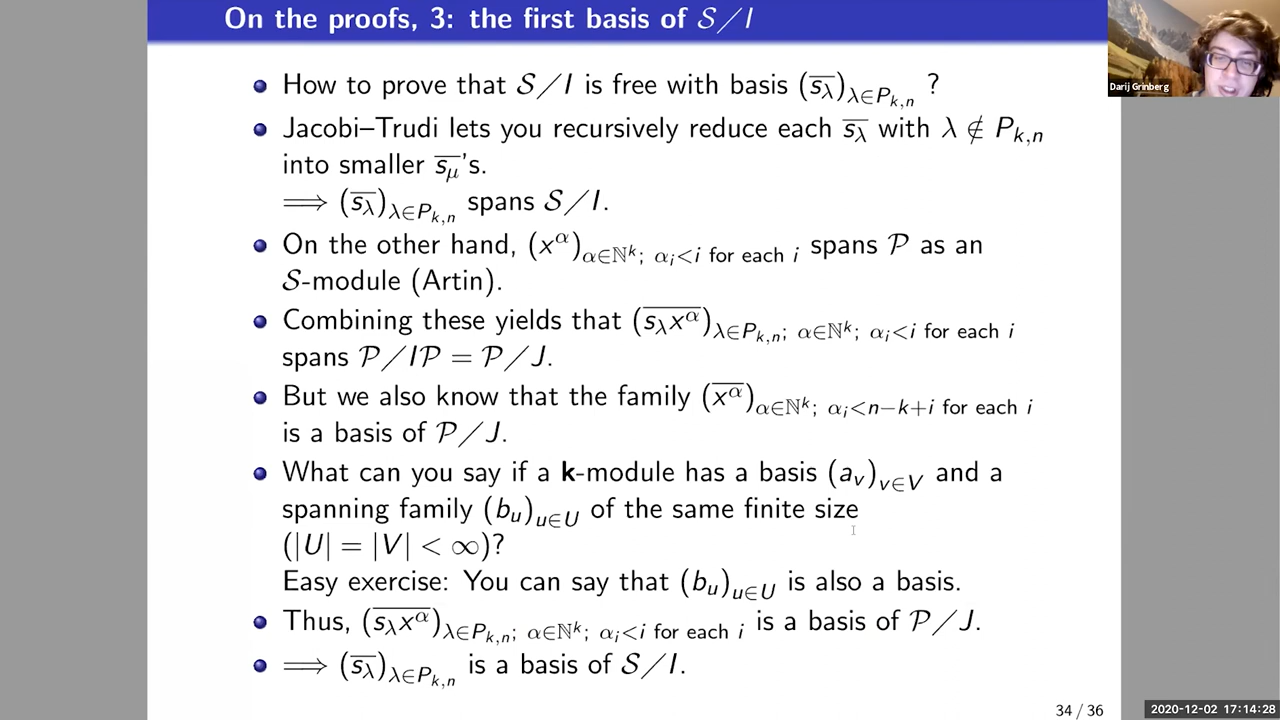 On the proofs, 3: the first basis of 𝒮/I
How to prove that 𝒮/I is free with basis (s̅_λ)_{λ∈P_{k,n}} ?
Jacobi–Trudi lets you recursively reduce each s̅_λ with λ ∉ P_{k,n}
into smaller s̅_μ's.
⟹ (s̅_λ)_{λ∈P_{k,n}} spans 𝒮/I.
On the other hand, (x^α)_{α∈ℕ^k; α_i<i for each i} spans 𝒫 as an
𝒮-module (Artin).
Combining these yields that (\overline{s_λ x^α})_{λ∈P_{k,n}; α∈ℕ^k; α_i<i for each i}
spans 𝒫/I𝒫 = 𝒫/J.
But we also know that the family (\overline{x^α})_{α∈ℕ^k; α_i<n−k+i for each i}
is a basis of 𝒫/J.
What can you say if a k-module has a basis (a_v)_{v∈V} and a
spanning family (b_u)_{u∈U} of the same finite size
(|U| = |V| < ∞)?
Easy exercise: You can say that (b_u)_{u∈U} is also a basis.
Thus, (\overline{s_λ x^α})_{λ∈P_{k,n}; α∈ℕ^k; α_i<i for each i} is a basis of 𝒫/J.
⟹ (s̅_λ)_{λ∈P_{k,n}} is a basis of 𝒮/I.
34 / 36
Darij Grinberg
2020-12-02 17:14:28